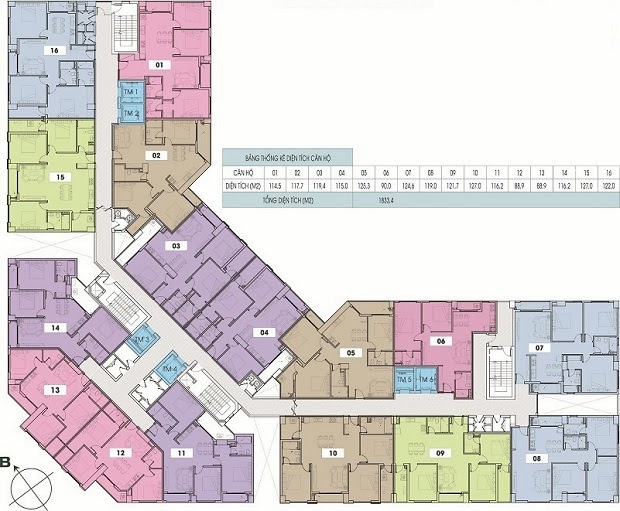 16
01
TM 1
TM 2
02
15
BẢNG THỐNG KÊ DIỆN TÍCH CĂN HỘ
CĂN HỘ 01 02 03 04 05 06 07 08 09 10 11 12 13 14 15 16
DIỆN TÍCH (M2) 114,5 117,7 119,4 115,0 125,3 90,0 124,6 119,0 121,7 127,0 116,2 88,9 88,9 116,2 127,0 122,0
TỔNG DIỆN TÍCH (M2) 1833,4
03
14
04
TM 3
TM 4
05
06
07
TM 5
TM 6
13
12
11
10
09
08
B